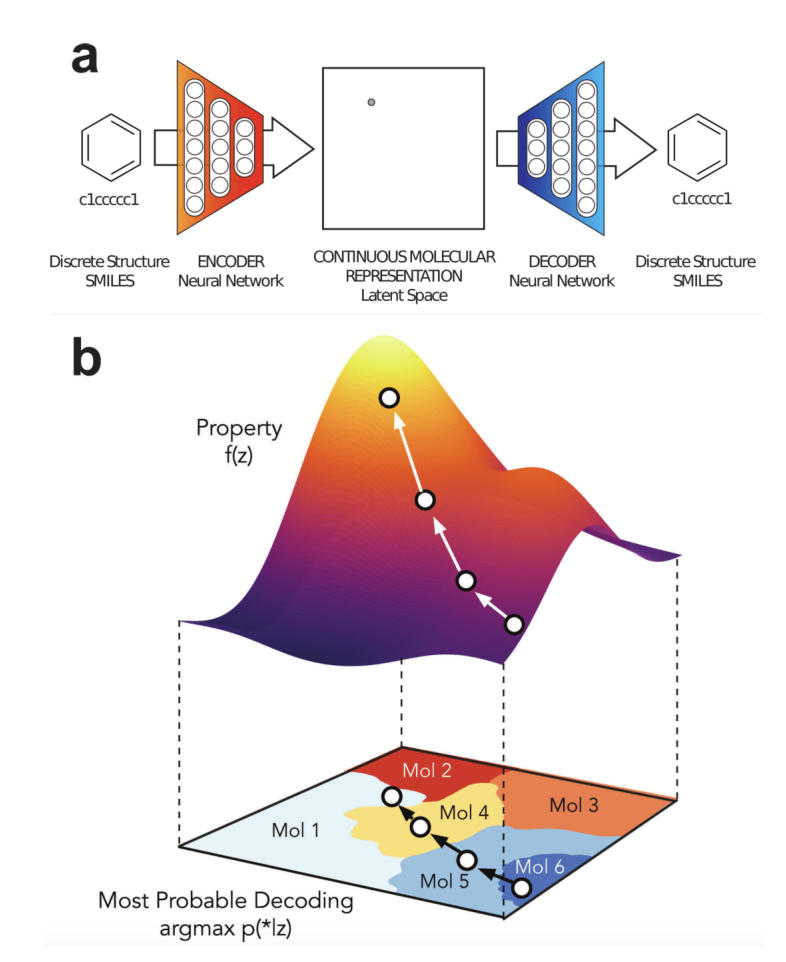 a
c1ccccc1
c1ccccc1
Discrete Structure
SMILES
ENCODER
Neural Network
CONTINUOUS MOLECULAR
REPRESENTATION
Latent Space
DECODER
Neural Network
Discrete Structure
SMILES
b
Property
f(z)
Mol 2
Mol 3
Mol 4
Mol 1
Mol 6
Mol 5
Most Probable Decoding
argmax p(*|z)